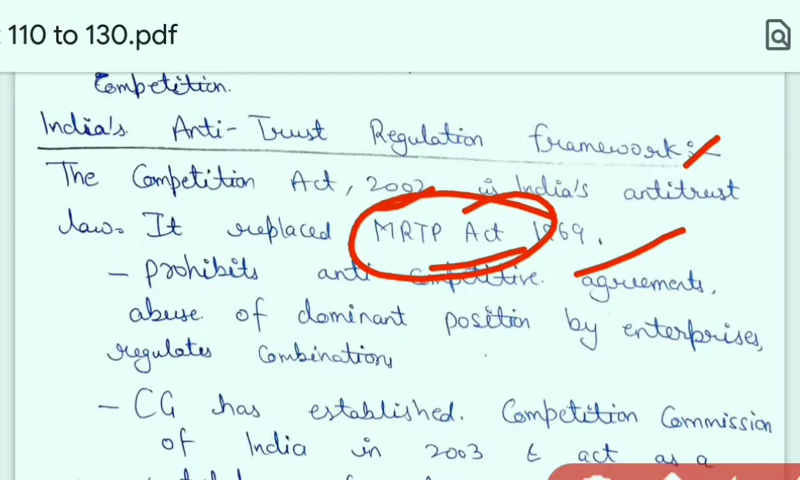 110 to 130.pdf
Competition.
India's Anti-Trust Regulation framework:-
The Competition Act, 2002 is India's antitrust
law. It replaced MRTP Act 1969.
- prohibits anti competitive agreements,
abuse of dominant position by enterprises,
regulates combinations
- CG has established Competition Commission
of India in 2003 to act as a